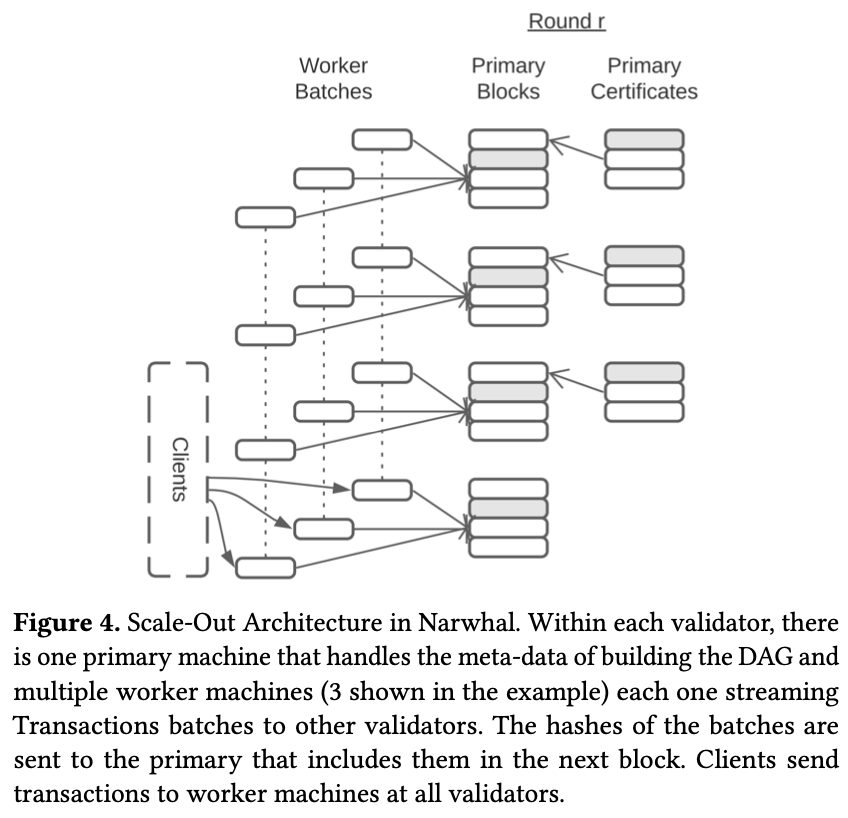 Round r
Worker
Batches
Primary
Blocks
Primary
Certificates
Clients
Figure 4. Scale-Out Architecture in Narwhal. Within each validator, there
is one primary machine that handles the meta-data of building the DAG and
multiple worker machines (3 shown in the example) each one streaming
Transactions batches to other validators. The hashes of the batches are
sent to the primary that includes them in the next block. Clients send
transactions to worker machines at all validators.